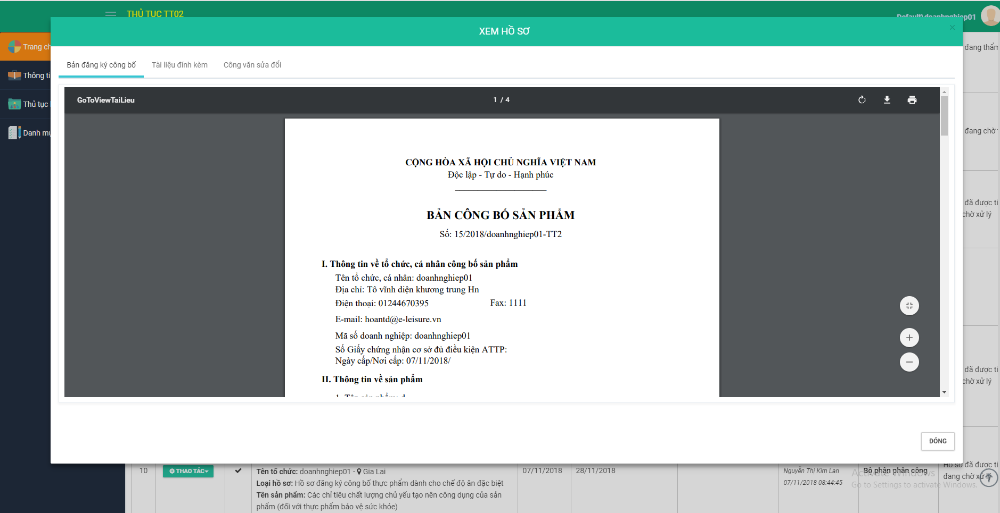 THỦ TỤC TT02
XEM HỒ SƠ
Trang
Thông
Thủ tục
Danh
Bản đăng ký công bố
Tài liệu đính kèm
Công văn sửa đổi
GoToViewTaiLieu
1 / 4
CỘNG HÒA XÃ HỘI CHỦ NGHĨA VIỆT NAM
Độc lập - Tự do - Hạnh phúc
BẢN CÔNG BỐ SẢN PHẨM
Số: 15/2018/doanhnghiep01-TT2
I. Thông tin về tổ chức, cá nhân công bố sản phẩm
Tên tổ chức, cá nhân: doanhnghiep01
Địa chỉ: Tô vĩnh diện khương trung Hn
Điện thoại: 01244670395 Fax: 1111
E-mail: hoantd@e-leisure.vn
Mã số doanh nghiệp: doanhnghiep01
Số Giấy chứng nhận cơ sở đủ điều kiện ATTP:
Ngày cấp/Nơi cấp: 07/11/2018/
II. Thông tin về sản phẩm
1. Tên sản phẩm: d
đang
đang chờ
đã được
chờ xử lý
đã được
chờ xử lý
ĐÓNG
10
THAO TÁC
Tên tổ chức: doanhnghiep01 - Gia Lai
Loại hồ sơ: Hồ sơ đăng ký công bố thực phẩm dành cho chế độ ăn đặc biệt
Tên sản phẩm: Các chỉ tiêu chất lượng chủ yếu tạo nên công dụng của sản
phẩm (đối với thực phẩm bảo vệ sức khỏe)
07/11/2018
28/11/2018
Nguyễn Thị Kim Lan
07/11/2018 08:44:45
Bộ phận phân công
Hồ sơ đã được
đang chờ xử lý
Activate Windows
Go to Settings to activate Windows.